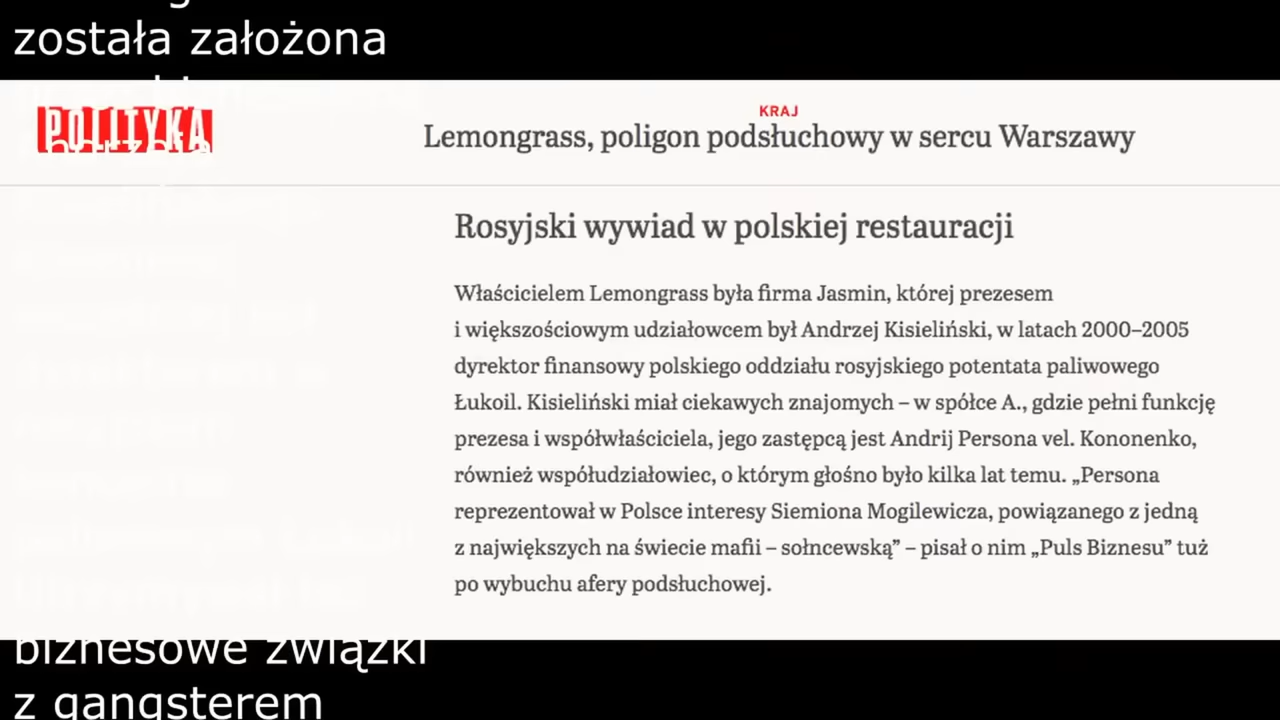 została założona
POLITYKA
KRAJ
Lemongrass, poligon podsłuchowy w sercu Warszawy
Rosyjski wywiad w polskiej restauracji
Właścicielem Lemongrass była firma Jasmin, której prezesem
i większościowym udziałowcem był Andrzej Kisieliński, w latach 2000–2005
dyrektor finansowy polskiego oddziału rosyjskiego potentata paliwowego
Łukoil. Kisieliński miał ciekawych znajomych – w spółce A., gdzie pełni funkcję
prezesa i współwłaściciela, jego zastępcą jest Andrij Persona vel. Kononenko,
również współudziałowiec, o którym głośno było kilka lat temu. „Persona
reprezentował w Polsce interesy Siemiona Mogilewicza, powiązanego z jedną
z największych na świecie mafii – sołncewską” – pisał o nim „Puls Biznesu” tuż
po wybuchu afery podsłuchowej.
biznesowe związki
z gangsterem